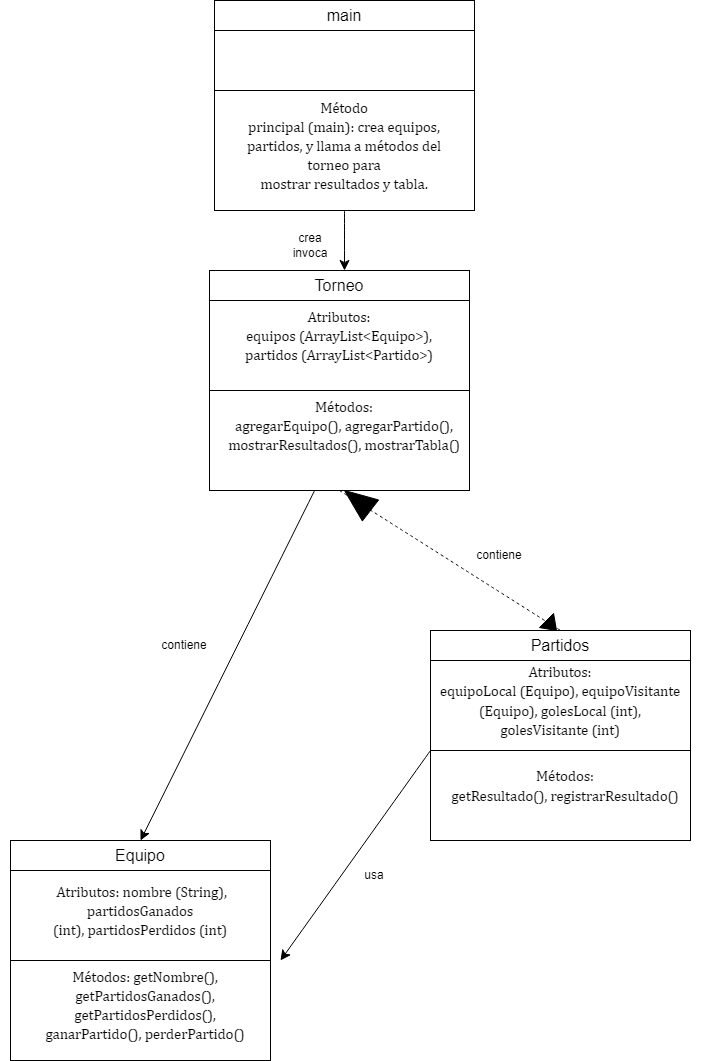 main
Método
principal (main): crea equipos,
partidos, y llama a métodos del
torneo para
mostrar resultados y tabla.
crea
invoca
Torneo
Atributos:
equipos (ArrayList<Equipo>),
partidos (ArrayList<Partido>)
Métodos:
agregarEquipo(), agregarPartido(),
mostrarResultados(), mostrarTabla()
contiene
contiene
Partidos
Atributos:
equipoLocal (Equipo), equipoVisitante
(Equipo), golesLocal (int),
golesVisitante (int)
Métodos:
getResultado(), registrarResultado()
usa
Equipo
Atributos: nombre (String),
partidosGanados
(int), partidosPerdidos (int)
Métodos: getNombre(),
getPartidosGanados(),
getPartidosPerdidos(),
ganarPartido(), perderPartido()